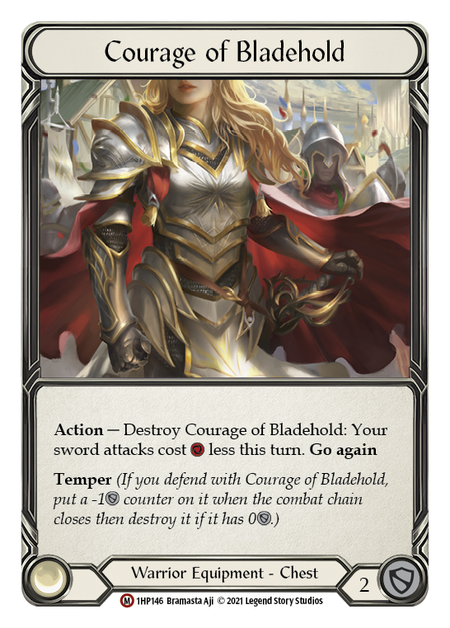 Courage of Bladehold
Action — Destroy Courage of Bladehold: Your
sword attacks cost less this turn. Go again
Temper (If you defend with Courage of Bladehold,
put a -1 counter on it when the combat chain
closes then destroy it if it has 0.)
Warrior Equipment - Chest
2
M 1HP146 Bramasta Aji © 2021 Legend Story Studios